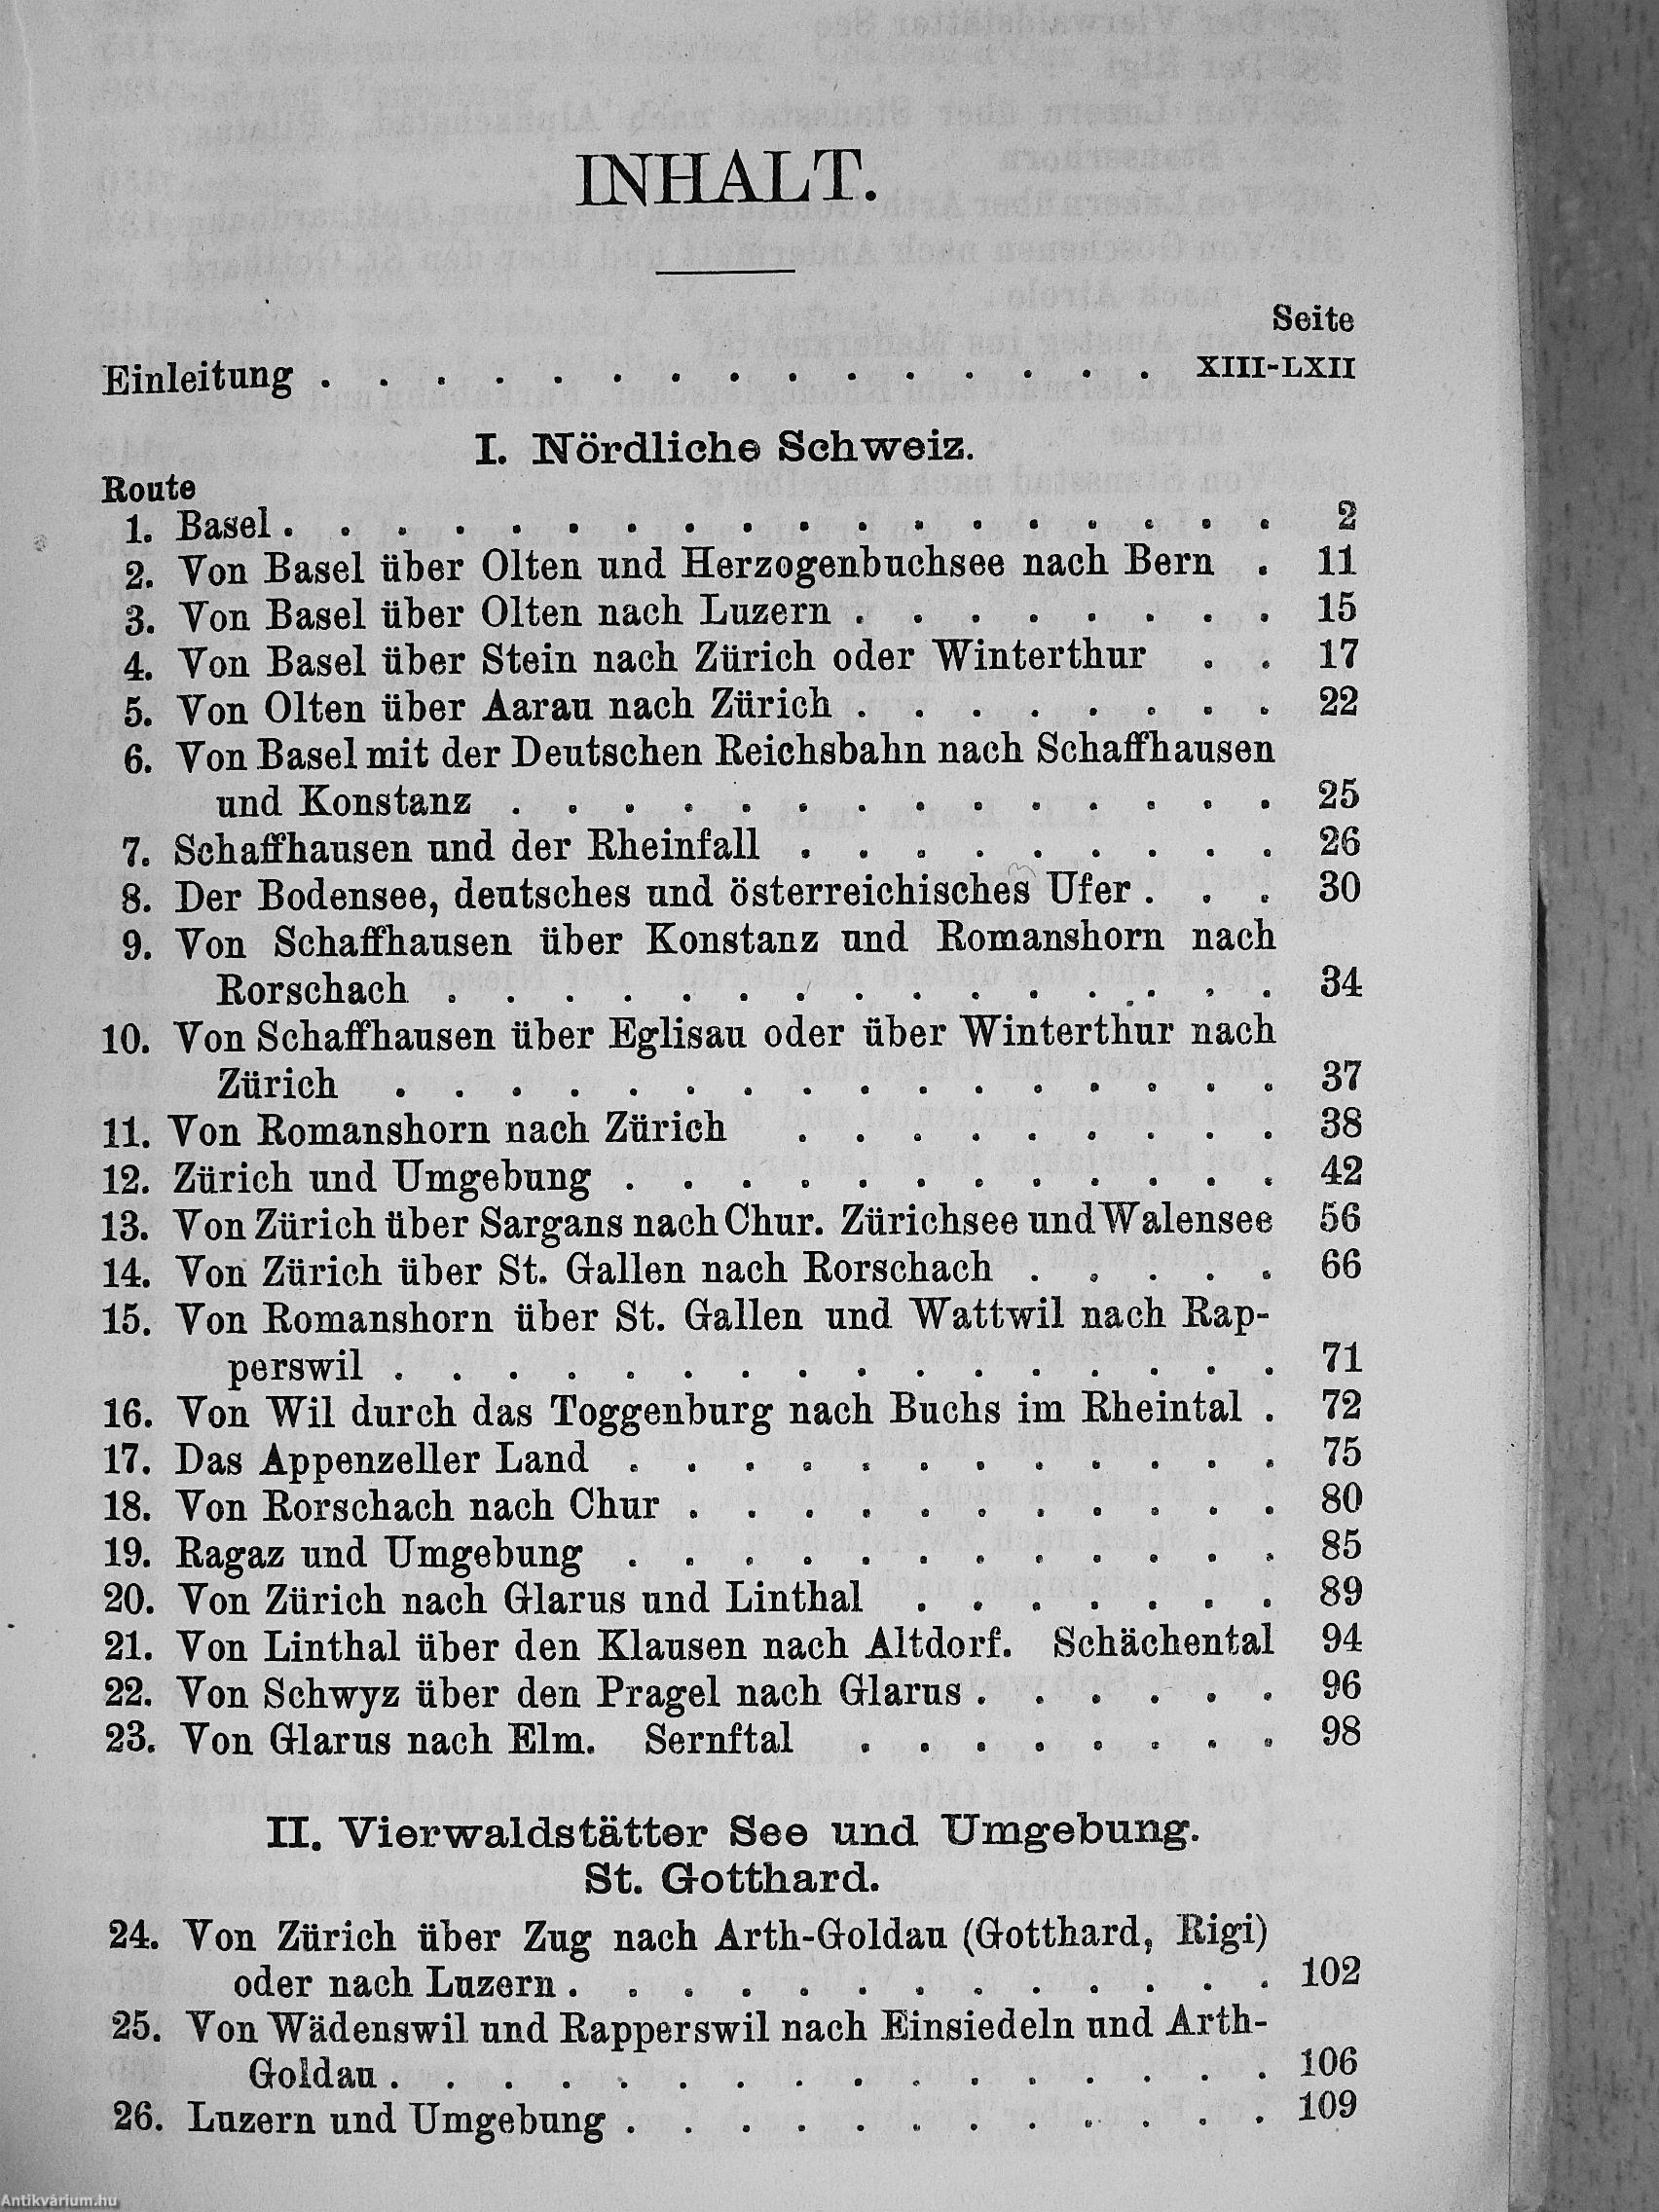 INHALT.
Seite
Einleitung . . . . . . . . . . . . . . . XIII-LXII
I. Nördliche Schweiz.
Route
1. Basel . . . . . . . . . . . . . . . . . . 2
2. Von Basel über Olten und Herzogenbuchsee nach Bern . 11
3. Von Basel über Olten nach Luzern . . . . . . . . 15
4. Von Basel über Stein nach Zürich oder Winterthur . . 17
5. Von Olten über Aarau nach Zürich . . . . . . . . 22
6. Von Basel mit der Deutschen Reichsbahn nach Schaffhausen
und Konstanz . . . . . . . . . . . . . . 25
7. Schaffhausen und der Rheinfall . . . . . . . . . 26
8. Der Bodensee, deutsches und österreichisches Ufer . . . 30
9. Von Schaffhausen über Konstanz und Romanshorn nach
Rorschach . . . . . . . . . . . . . . . 34
10. Von Schaffhausen über Eglisau oder über Winterthur nach
Zürich . . . . . . . . . . . . . . . . 37
11. Von Romanshorn nach Zürich . . . . . . . . . 38
12. Zürich und Umgebung . . . . . . . . . . . . 42
13. Von Zürich über Sargans nach Chur. Zürichsee und Walensee 56
14. Von Zürich über St. Gallen nach Rorschach . . . . . 66
15. Von Romanshorn über St. Gallen und Wattwil nach Rap-
perswil . . . . . . . . . . . . . . . . 71
16. Von Wil durch das Toggenburg nach Buchs im Rheintal . 72
17. Das Appenzeller Land . . . . . . . . . . . . 75
18. Von Rorschach nach Chur . . . . . . . . . . . 80
19. Ragaz und Umgebung . . . . . . . . . . . . 85
20. Von Zürich nach Glarus und Linthal . . . . . . . 89
21. Von Linthal über den Klausen nach Altdorf. Schächental 94
22. Von Schwyz über den Pragel nach Glarus . . . . . . 96
23. Von Glarus nach Elm. Sernftal . . . . . . . . 98
II. Vierwaldstätter See und Umgebung.
St. Gotthard.
24. Von Zürich über Zug nach Arth-Goldau (Gotthard, Rigi)
oder nach Luzern . . . . . . . . . . . . . 102
25. Von Wädenswil und Rapperswil nach Einsiedeln und Arth-
Goldau . . . . . . . . . . . . . . . . 106
26. Luzern und Umgebung . . . . . . . . . . . . 109
Antikvárium.hu